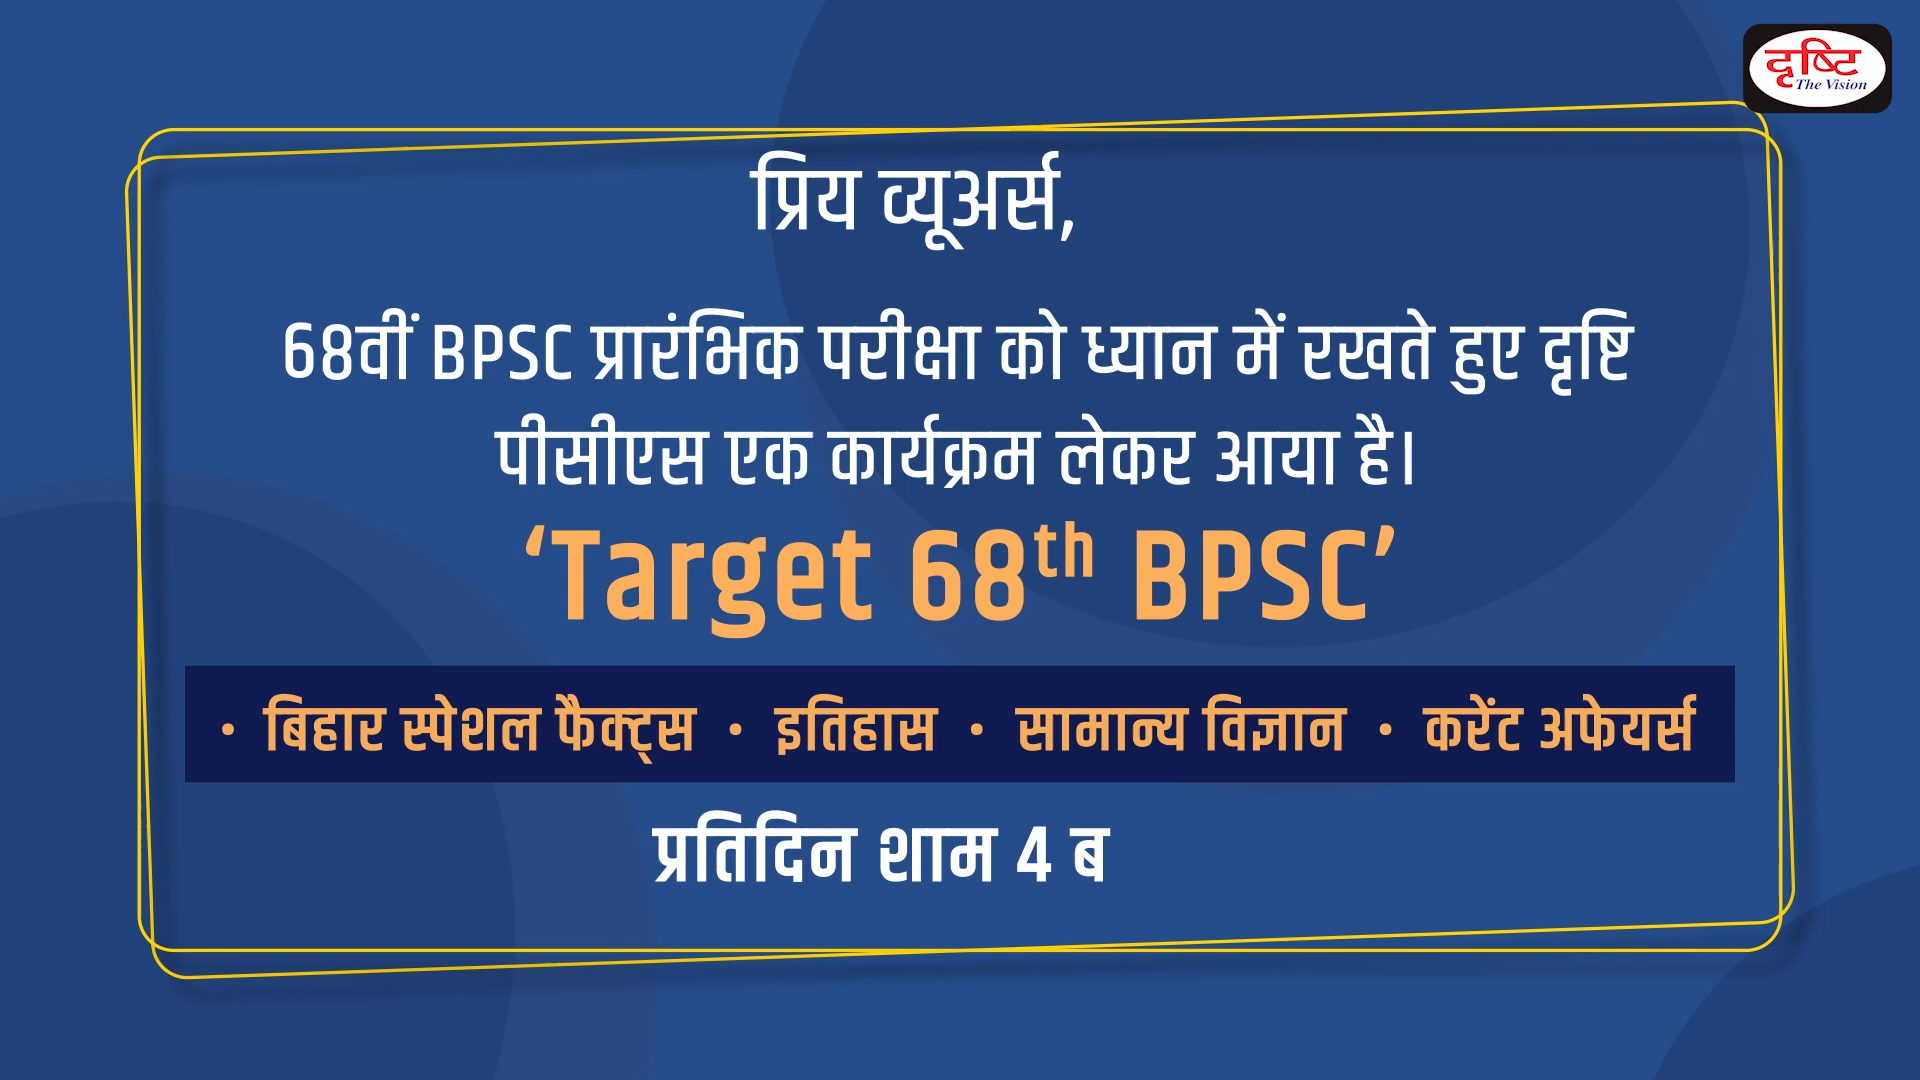 दृष्टि
The Vision
प्रिय व्यूअर्स,
68वीं BPSC प्रारंभिक परीक्षा को ध्यान में रखते हुए दृष्टि
पीसीएस एक कार्यक्रम लेकर आया है।
‘Target 68th BPSC’
• बिहार स्पेशल फैक्ट्स • इतिहास • सामान्य विज्ञान • करेंट अफेयर्स
प्रतिदिन शाम 4 ब